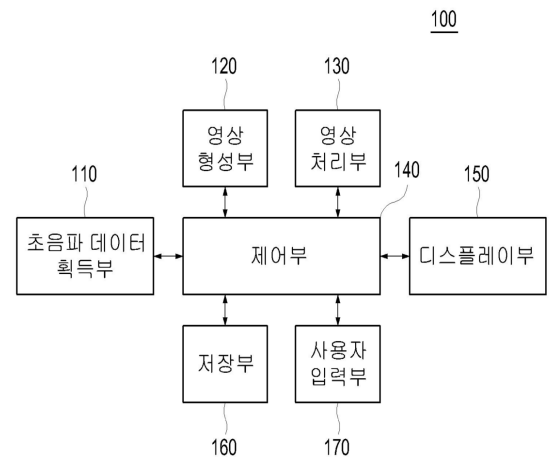 100
120
130
영상
형성부
영상
처리부
110
140
150
초음파 데이터
획득부
제어부
디스플레이부
저장부
사용자
입력부
160
170